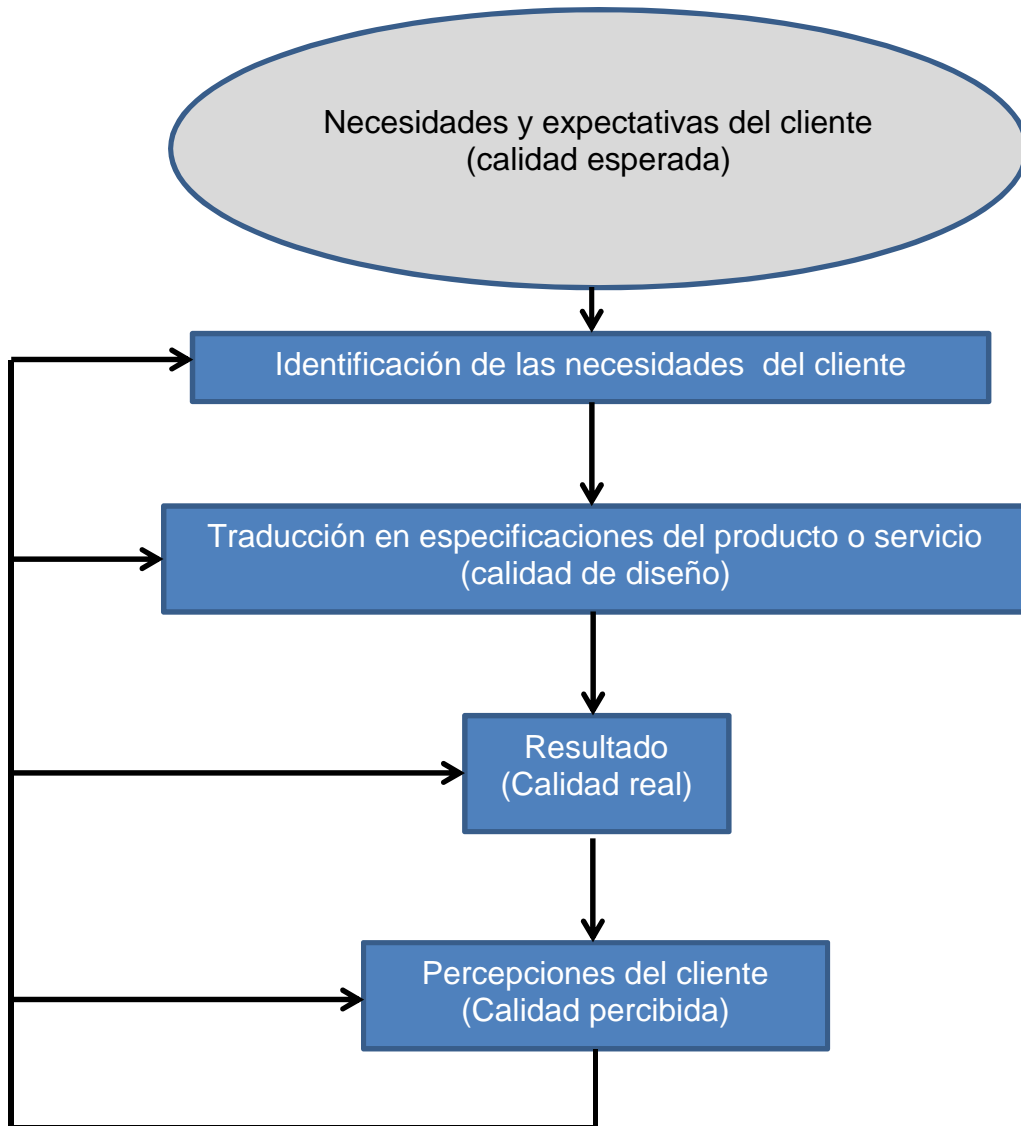 Necesidades y expectativas del cliente
(calidad esperada)
Identificación de las necesidades  del cliente
Traducción en especificaciones del producto o servicio
(calidad de diseño)
Resultado
(Calidad real)
Percepciones del cliente
(Calidad percibida)